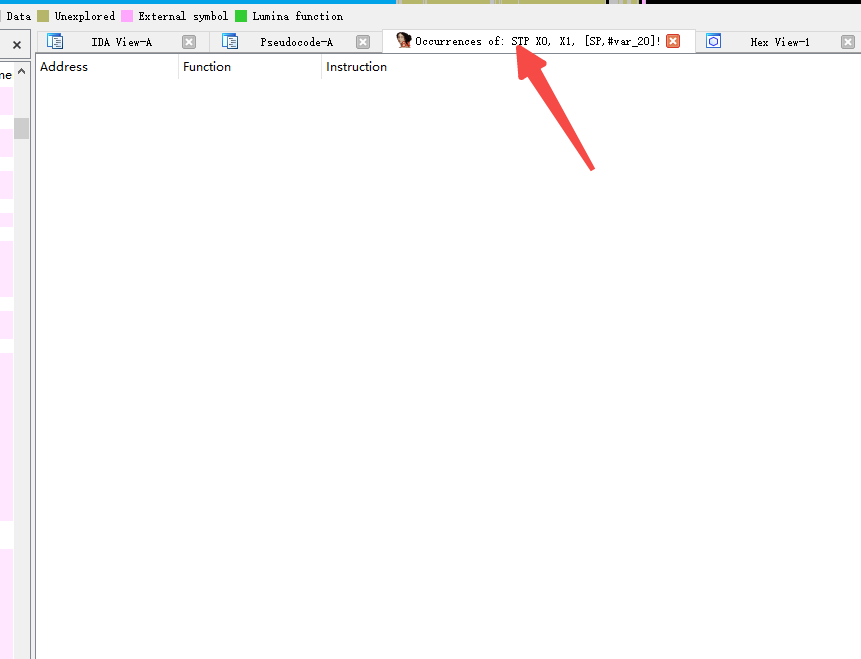 Data Unexplored External symbol Lumina function
IDA View-A Pseudocode-A Occurrences of: STP X0, X1, [SP,#var_20]! Hex View-1
me Address Function Instruction